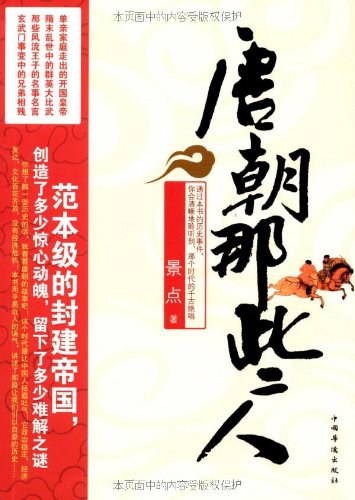 本页面中的内容受版权保护
单亲家庭走出的开国皇帝
隋末乱世中的群英大比武
那些风流王子的名事名言
玄武门事变中的兄弟相残
唐朝那些人
透过本书的历史事件，
你会清晰地聆听到，那个时代的千古绝唱
景点 著
范本级的封建帝国，
创造了多少惊心动魄，留下了多少难解之谜
中国华侨出版社
本页面中的内容受版权保护